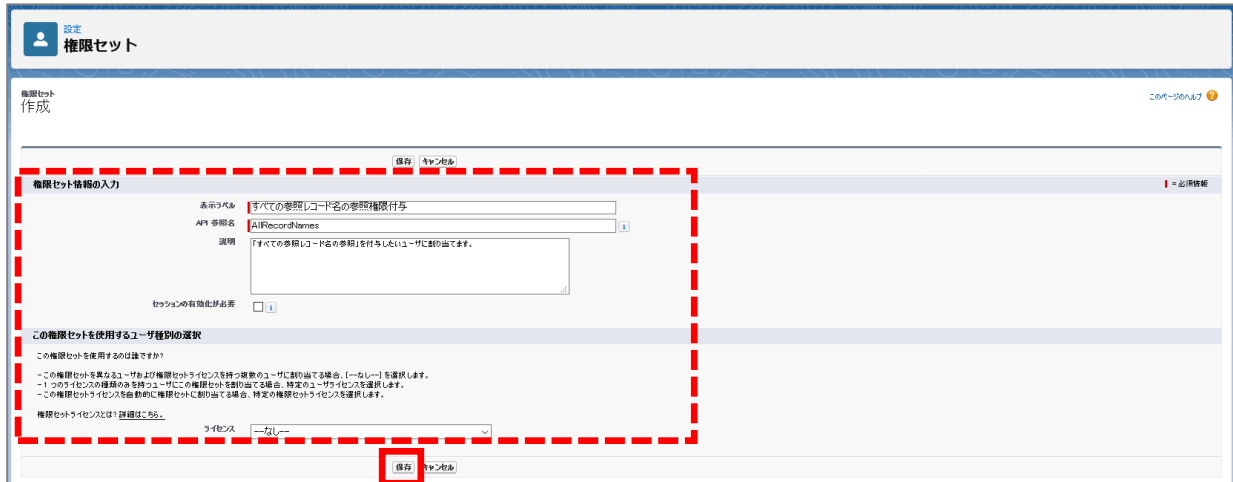 設定
権限セット
権限セット
作成
このページのヘルプ
保存 キャンセル
権限セット情報の入力
= 必須情報
表示ラベル すべての参照レコード名の参照権限付与
API 参照名 AllRecordNames
説明 「すべての参照レコード名の参照」を付与したいユーザに割り当てます。
セッションの有効化が必要
この権限セットを使用するユーザ種別の選択
この権限セットを使用するのは誰ですか?
- この権限セットを異なるユーザおよび権限セットライセンスを持つ複数のユーザに割り当てる場合、[--なし--] を選択します。
- 1 つのライセンスの種類のみを持つユーザにこの権限セットを割り当てる場合、特定のユーザライセンスを選択します。
- この権限セットライセンスを自動的に権限セットに割り当てる場合、特定の権限セットライセンスを選択します。
権限セットライセンスとは? 詳細はこちら。
ライセンス --なし--
保存 キャンセル